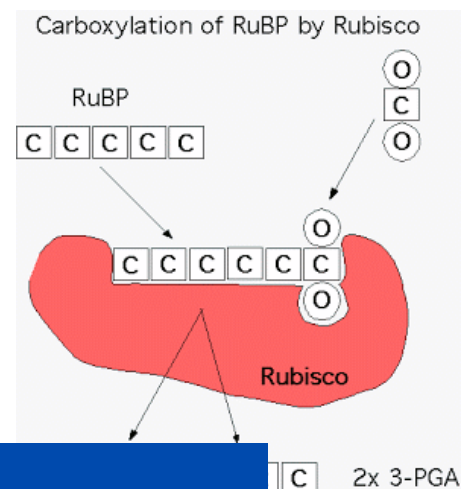 Carboxylation of RuBP by Rubisco
O
RuBP
C
C C C C C
O
O
C C C C C C
O
Rubisco
C 2x 3-PGA